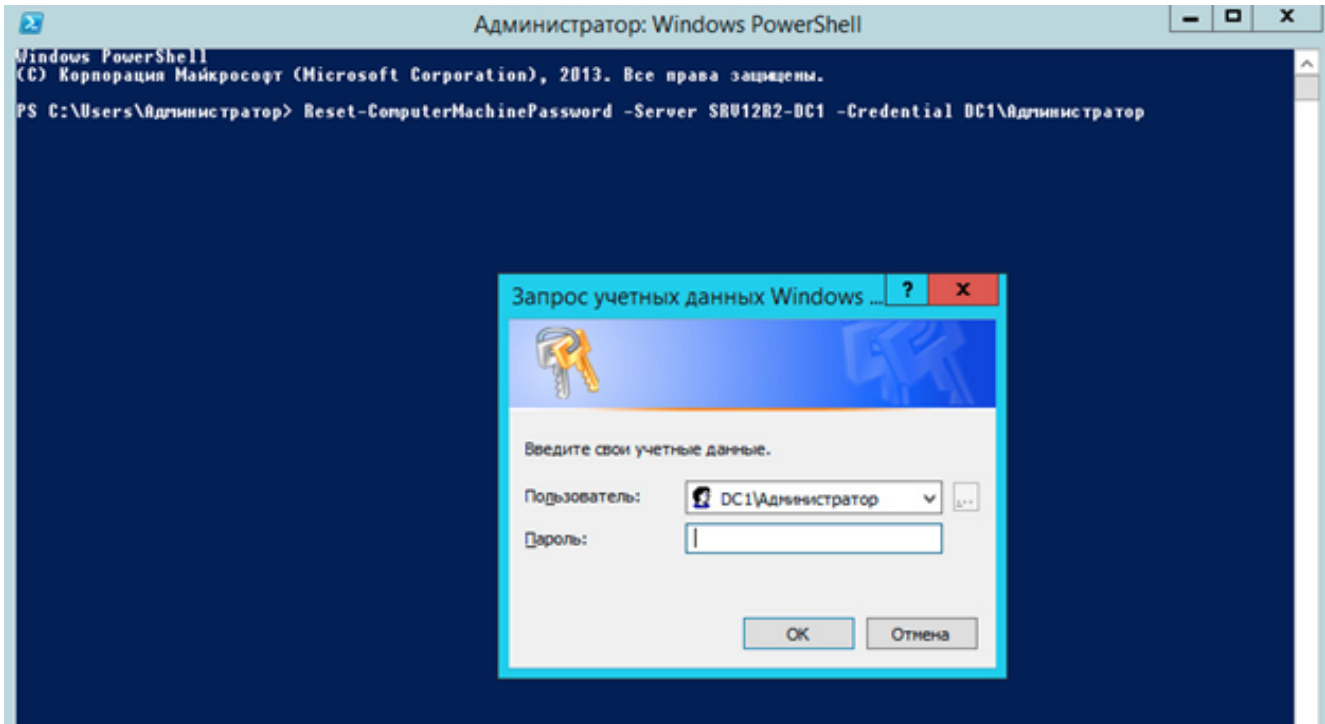 Администратор: Windows PowerShell
Windows PowerShell
(C) Корпорация Майкрософт (Microsoft Corporation), 2013. Все права защищены.
PS C:\Users\Администратор> Reset-ComputerMachinePassword -Server SRV12R2-DC1 -Credential DC1\Администратор
Запрос учетных данных Windows ...
?
x
Введите свои учетные данные.
Пользователь:
DC1\Администратор
...
Пароль:
OK
Отмена